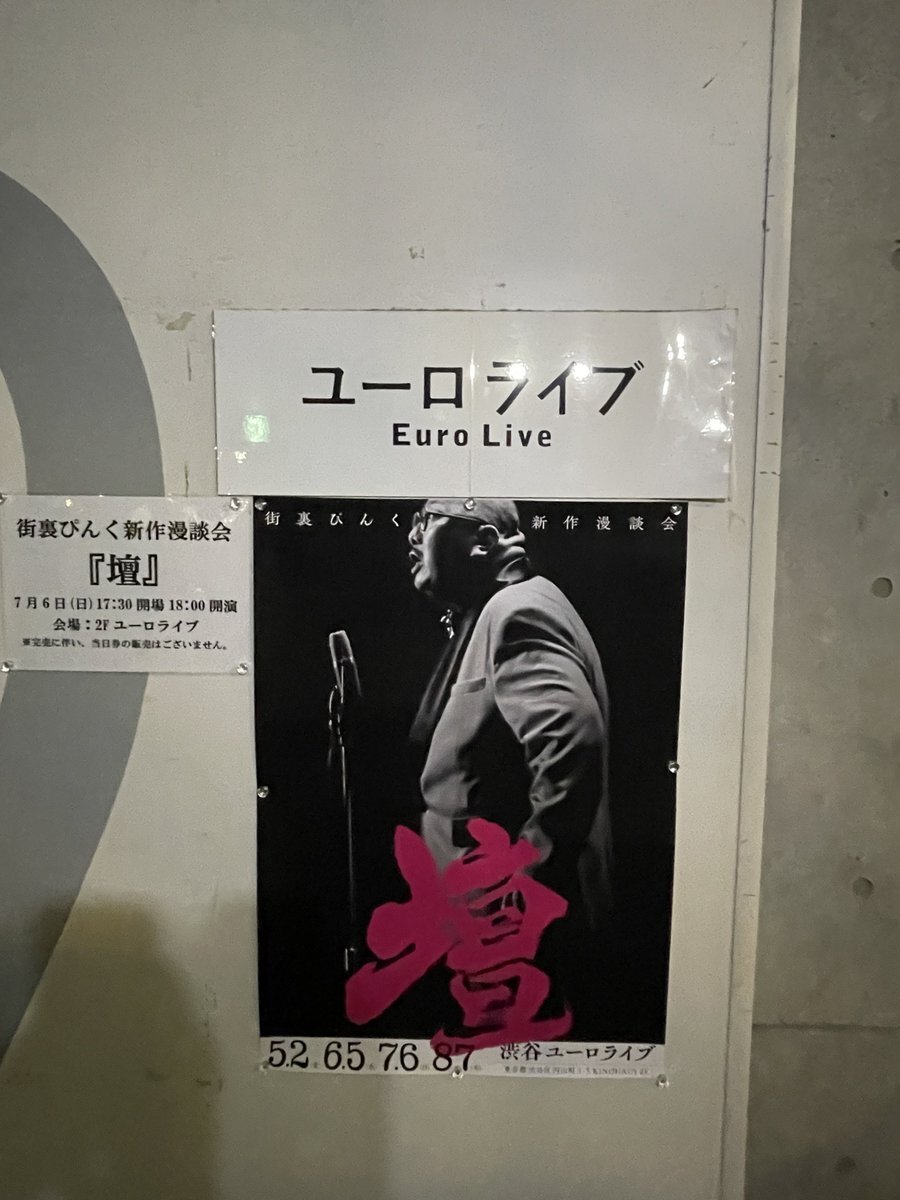 ユーロライブ
Euro Live
街裏ぴんく新作漫談会
『壇』
7月6日(日)17:30開場18:00開演
会場：2Fユーロライブ
※完売に伴い、当日券の販売はございません。
街裏ぴんく 新作漫談会
壇
5.2 6.5 7.6 8.7 渋谷ユーロライブ